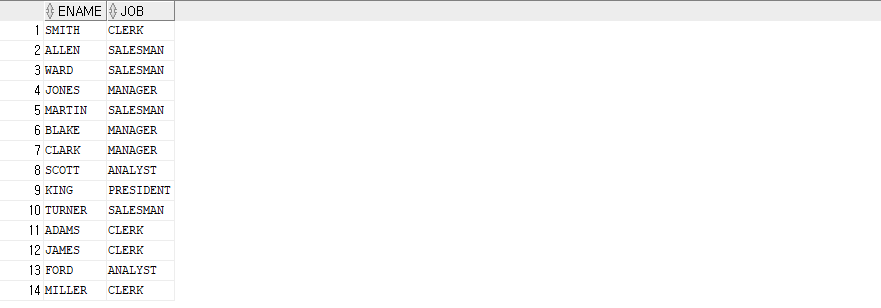 ENAME JOB
1 SMITH CLERK
2 ALLEN SALESMAN
3 WARD SALESMAN
4 JONES MANAGER
5 MARTIN SALESMAN
6 BLAKE MANAGER
7 CLARK MANAGER
8 SCOTT ANALYST
9 KING PRESIDENT
10 TURNER SALESMAN
11 ADAMS CLERK
12 JAMES CLERK
13 FORD ANALYST
14 MILLER CLERK